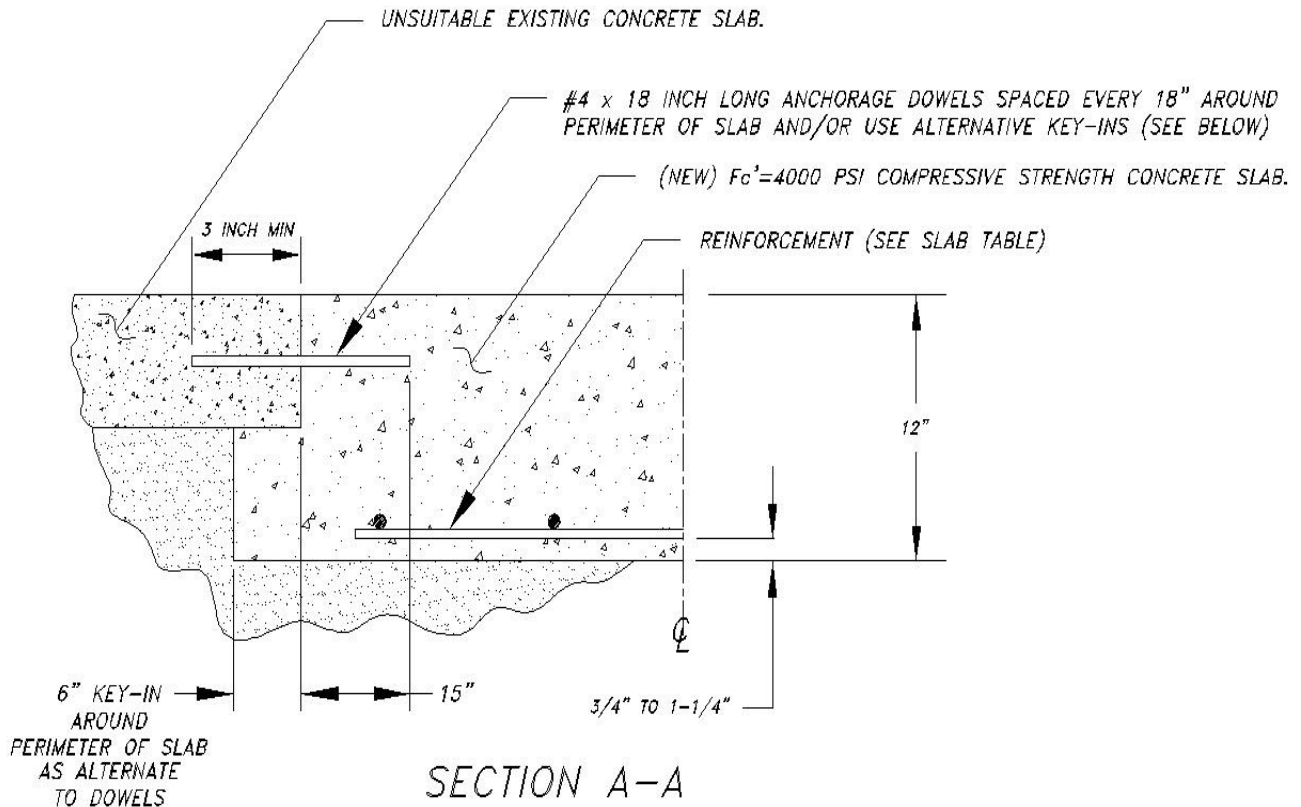 UNSUITABLE EXISTING CONCRETE SLAB.
#4 x 18 INCH LONG ANCHORAGE DOWELS SPACED EVERY 18" AROUND
PERIMETER OF SLAB AND/OR USE ALTERNATIVE KEY-INS (SEE BELOW)
(NEW) Fc'=4000 PSI COMPRESSIVE STRENGTH CONCRETE SLAB.
3 INCH MIN
REINFORCEMENT (SEE SLAB TABLE)
12"
℄
6" KEY-IN
AROUND
PERIMETER OF SLAB
AS ALTERNATE
TO DOWELS
15"
3/4" TO 1-1/4"
SECTION A-A